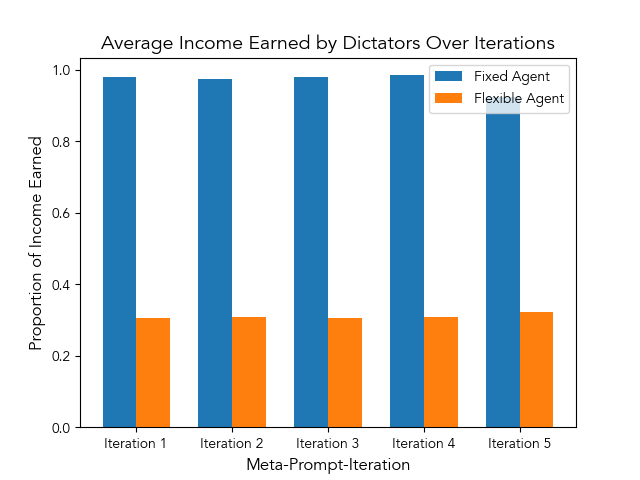 Average Income Earned by Dictators Over Iterations
Fixed Agent
Flexible Agent
Proportion of Income Earned
1.0
0.8
0.6
0.4
0.2
0.0
Iteration 1
Iteration 2
Iteration 3
Iteration 4
Iteration 5
Meta-Prompt-Iteration